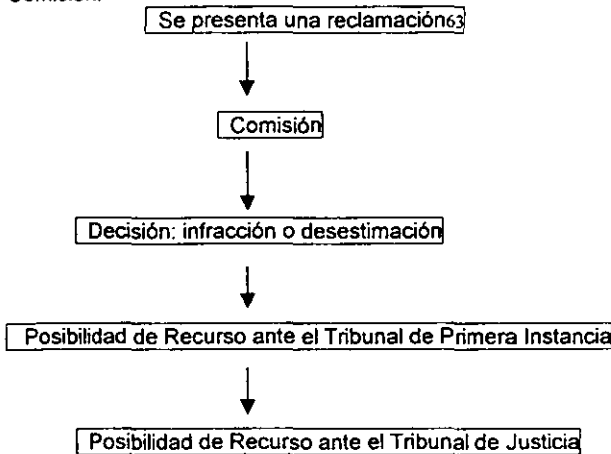 Comisión.
Se presenta una reclamación63
Comisión
Decisión: infracción o desestimación
Posibilidad de Recurso ante el Tribunal de Primera Instancia
Posibilidad de Recurso ante el Tribunal de Justicia